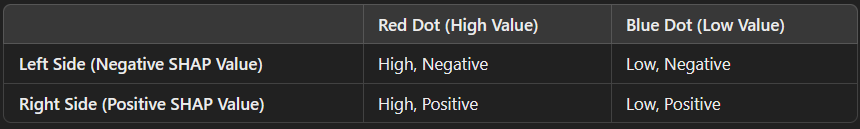 Red Dot (High Value) Blue Dot (Low Value)
Left Side (Negative SHAP Value) High, Negative Low, Negative
Right Side (Positive SHAP Value) High, Positive Low, Positive